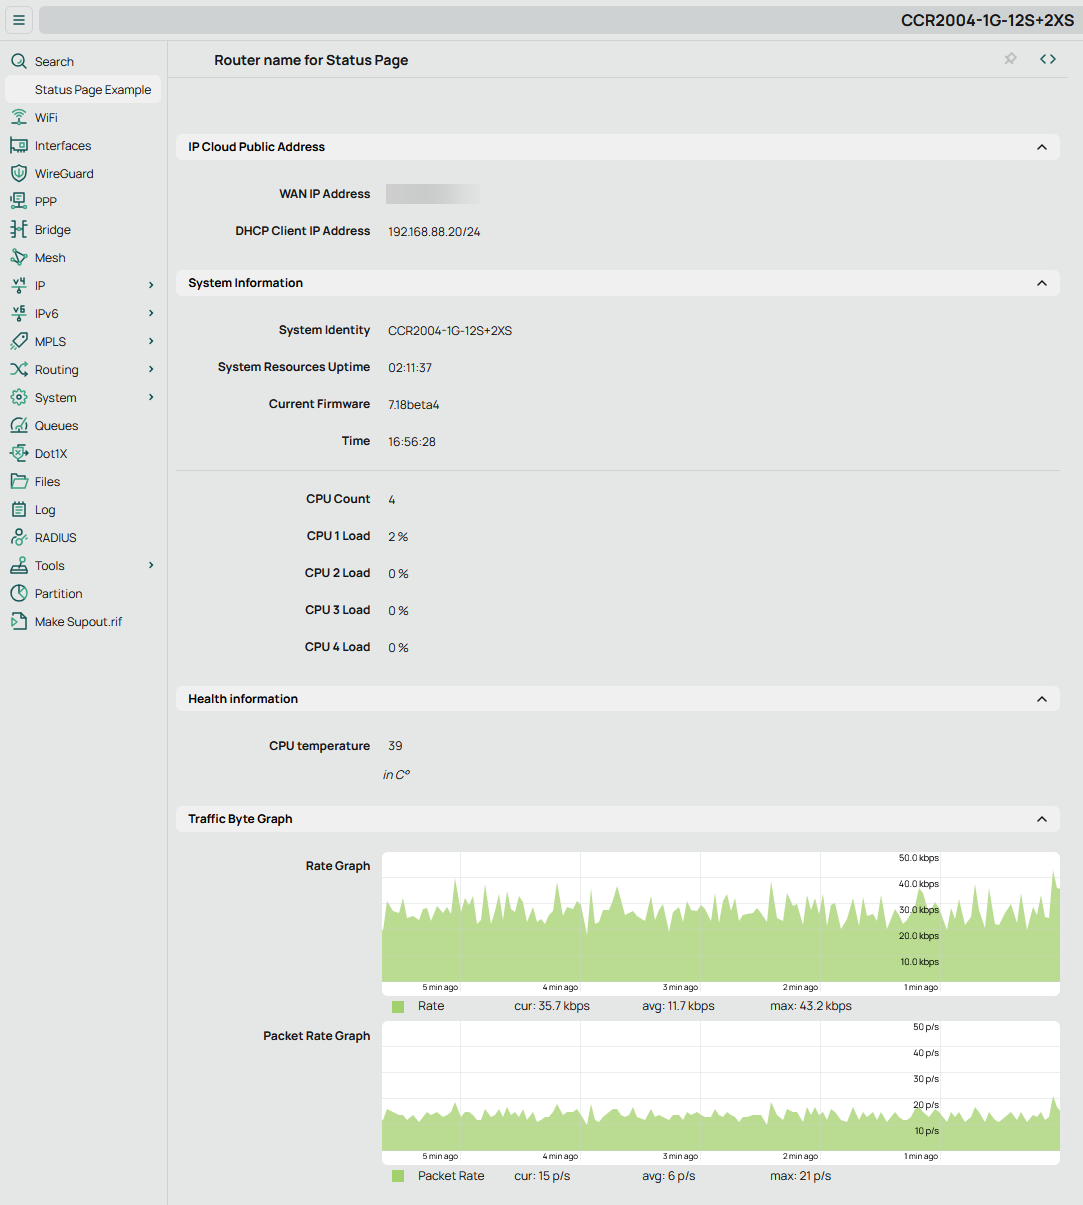 CCR2004-1G-12S+2XS
Search
Status Page Example
WiFi
Interfaces
WireGuard
PPP
Bridge
Mesh
IP
IPv6
MPLS
Routing
System
Queues
Dot1X
Files
Log
RADIUS
Tools
Partition
Make Supout.rif
Router name for Status Page
IP Cloud Public Address
WAN IP Address
DHCP Client IP Address 192.168.88.20/24
System Information
System Identity CCR2004-1G-12S+2XS
System Resources Uptime 02:11:37
Current Firmware 7.18beta4
Time 16:56:28
CPU Count 4
CPU 1 Load 2 %
CPU 2 Load 0 %
CPU 3 Load 0 %
CPU 4 Load 0 %
Health information
CPU temperature 39
in C°
Traffic Byte Graph
Rate Graph
50.0 kbps
40.0 kbps
30.0 kbps
20.0 kbps
10.0 kbps
5 min ago 4 min ago 3 min ago 2 min ago 1 min ago
Rate cur: 35.7 kbps avg: 11.7 kbps max: 43.2 kbps
Packet Rate Graph
50 p/s
40 p/s
30 p/s
20 p/s
10 p/s
5 min ago 4 min ago 3 min ago 2 min ago 1 min ago
Packet Rate cur: 15 p/s avg: 6 p/s max: 21 p/s